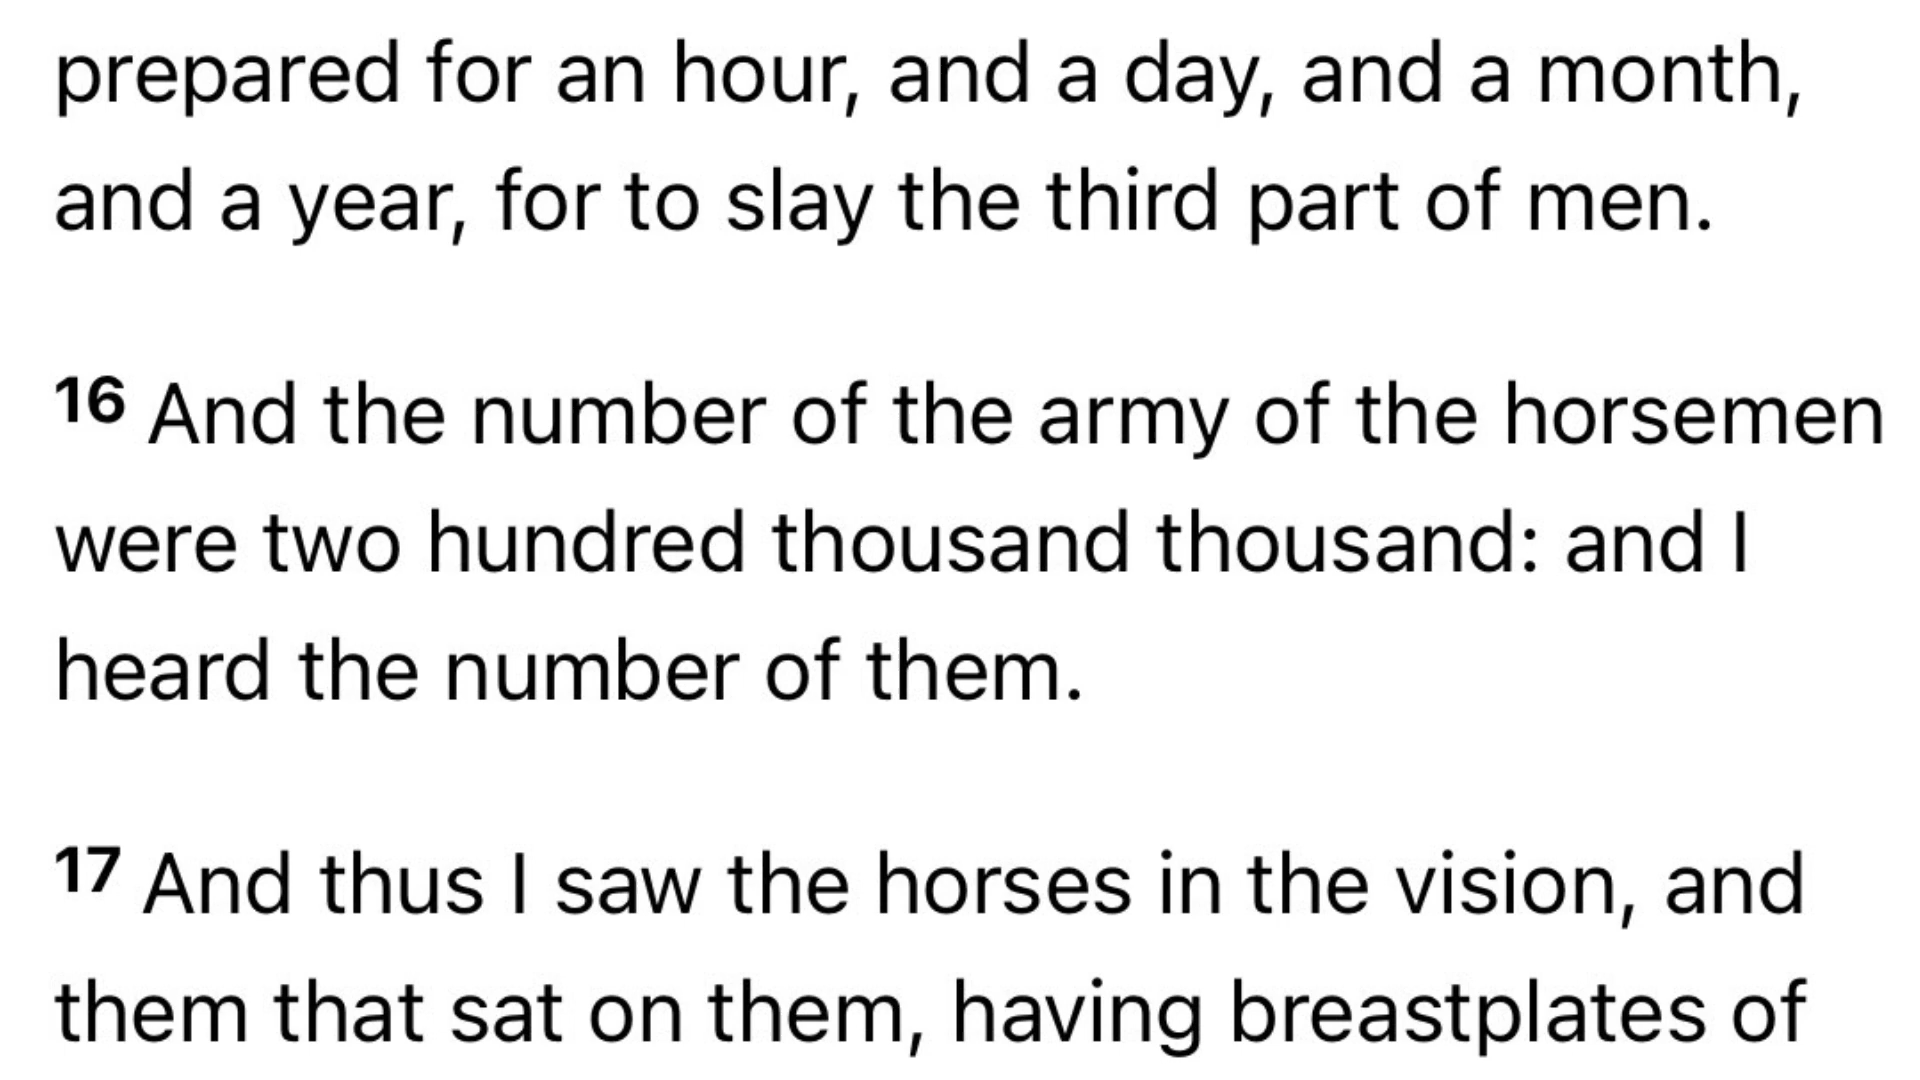 prepared for an hour, and a day, and a month,
and a year, for to slay the third part of men.
16 And the number of the army of the horsemen
were two hundred thousand thousand: and I
heard the number of them.
17 And thus I saw the horses in the vision, and
them that sat on them, having breastplates of